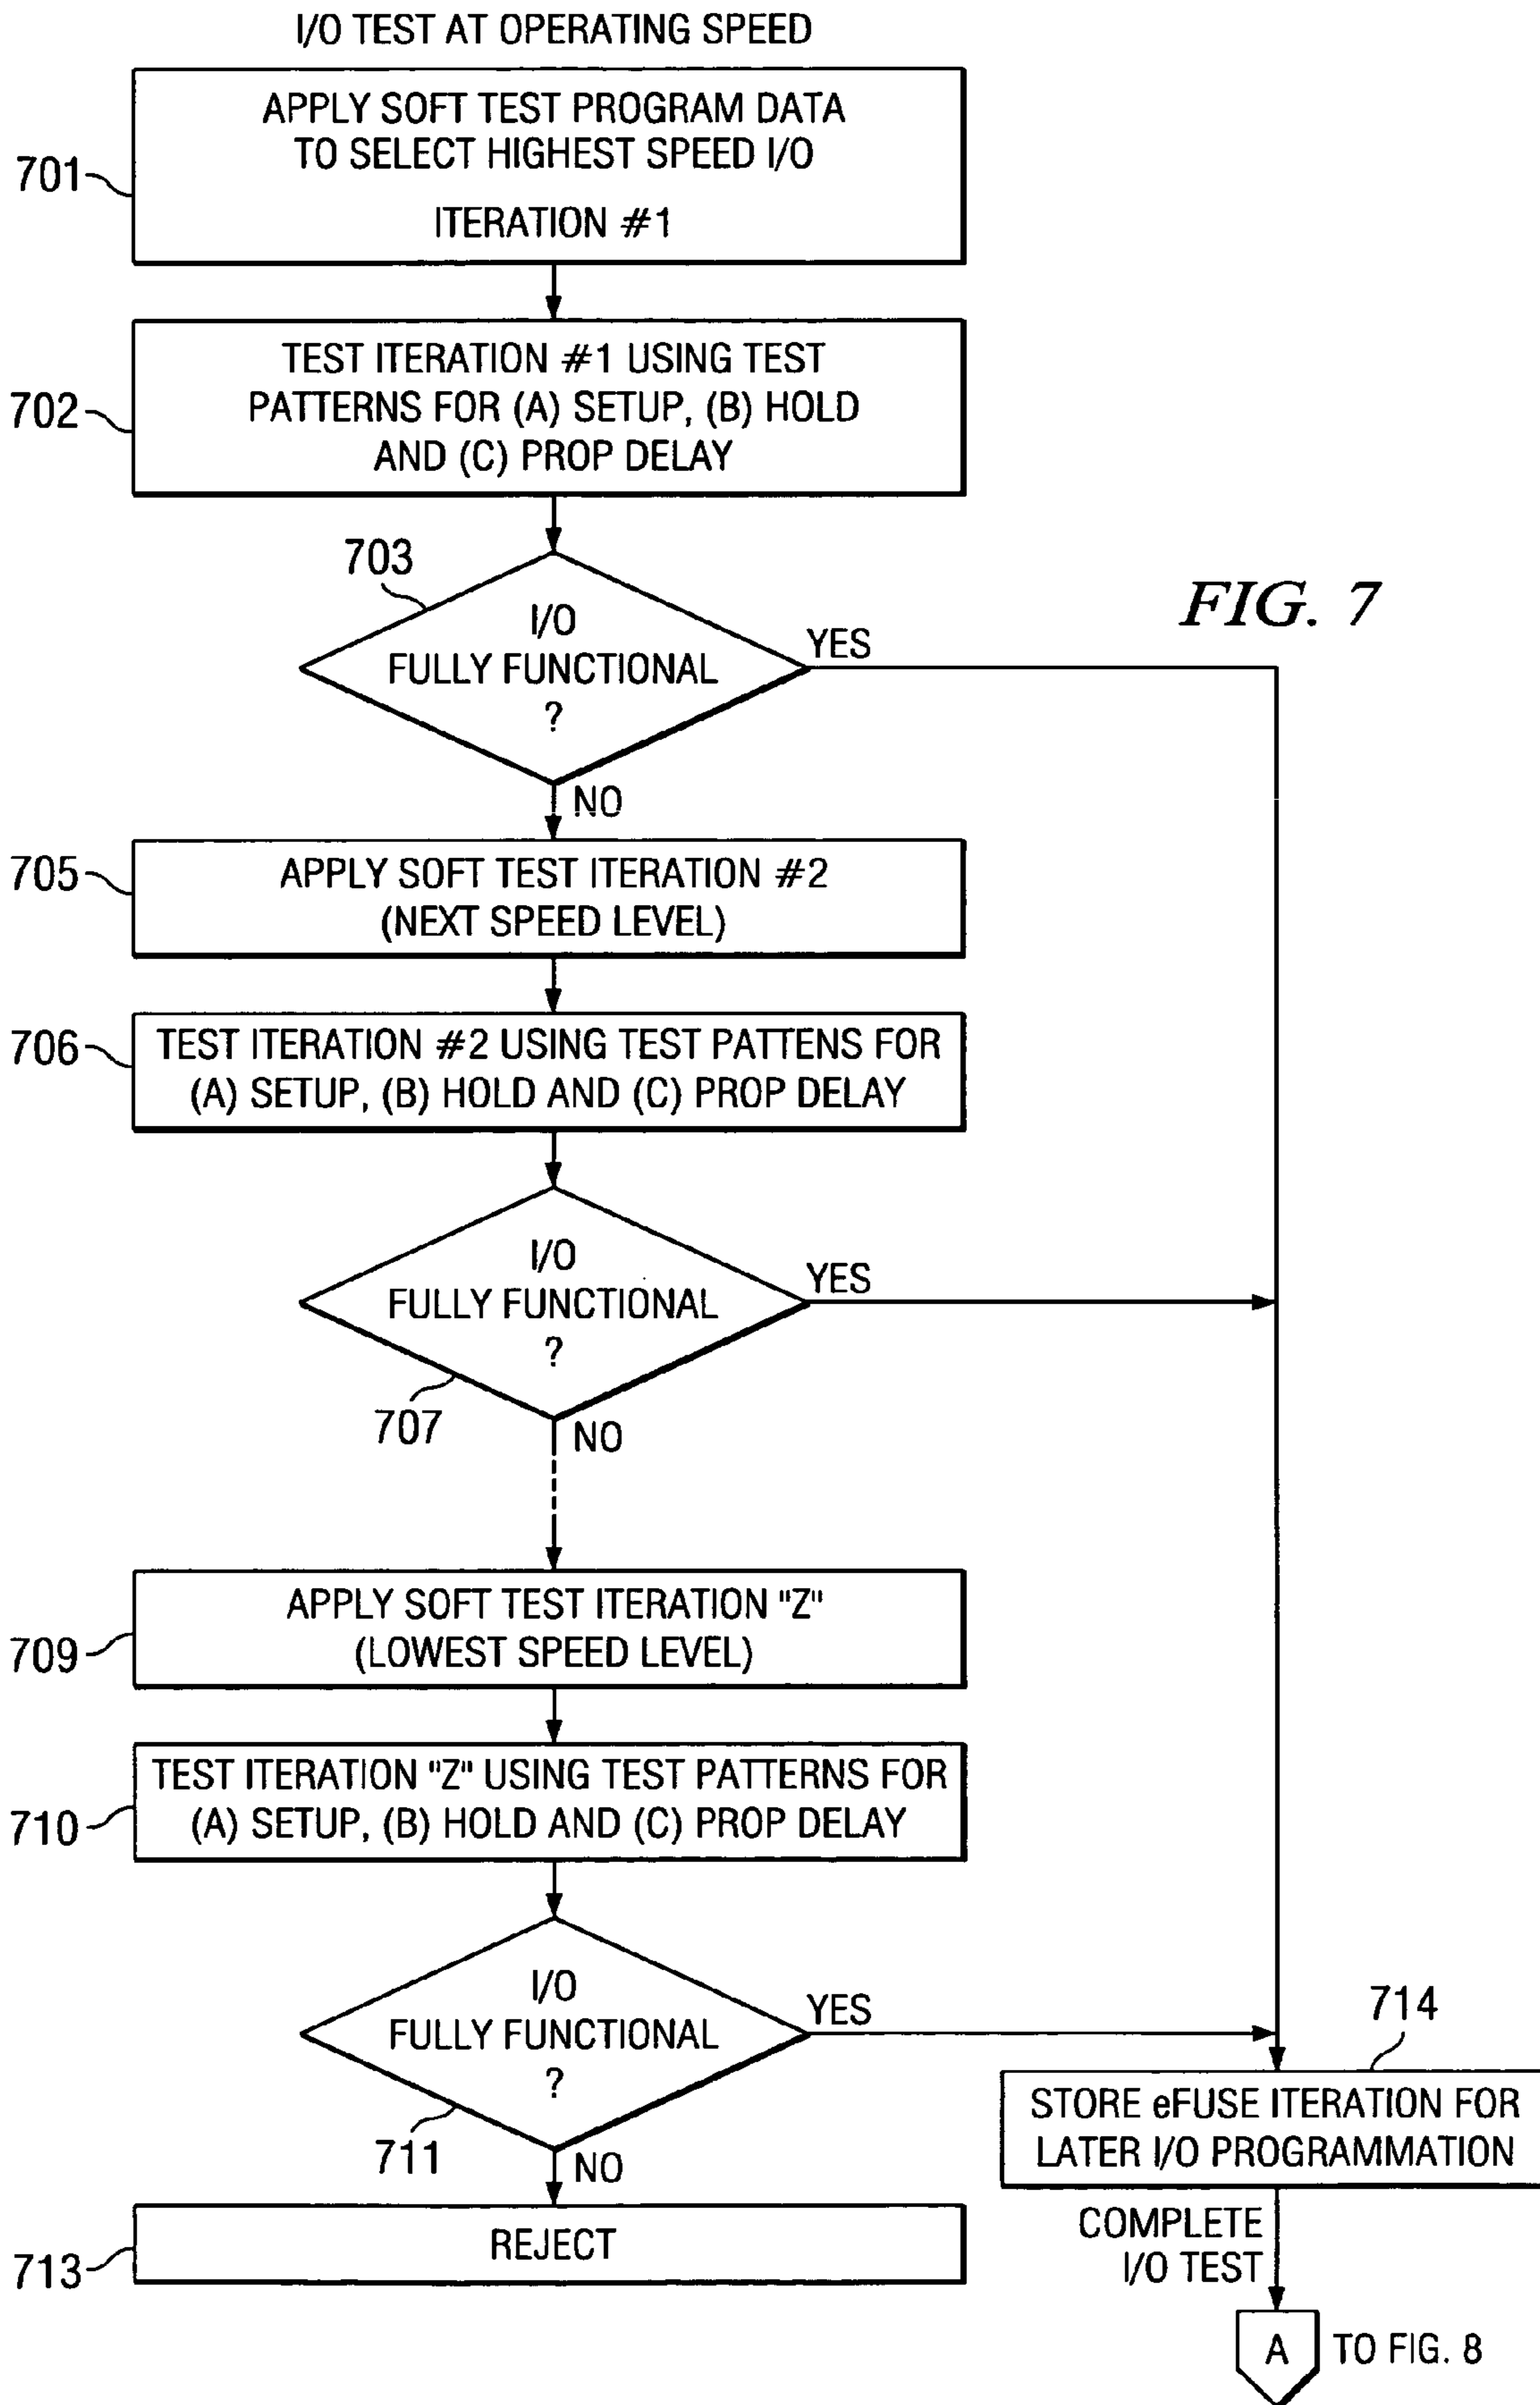 I/O TEST AT OPERATING SPEED
APPLY SOFT TEST PROGRAM DATA
TO SELECT HIGHEST SPEED I/O
ITERATION #1
701
TEST ITERATION #1 USING TEST
PATTERNS FOR (A) SETUP, (B) HOLD
AND (C) PROP DELAY
702
703
I/O
FULLY FUNCTIONAL
?
YES
NO
FIG. 7
705
APPLY SOFT TEST ITERATION #2
(NEXT SPEED LEVEL)
706
TEST ITERATION #2 USING TEST PATTENS FOR
(A) SETUP, (B) HOLD AND (C) PROP DELAY
I/O
FULLY FUNCTIONAL
?
YES
707
NO
APPLY SOFT TEST ITERATION "Z"
(LOWEST SPEED LEVEL)
709
TEST ITERATION "Z" USING TEST PATTERNS FOR
(A) SETUP, (B) HOLD AND (C) PROP DELAY
710
I/O
FULLY FUNCTIONAL
?
YES
711
NO
714
STORE eFUSE ITERATION FOR
LATER I/O PROGRAMMATION
REJECT
713
COMPLETE
I/O TEST
A
TO FIG. 8